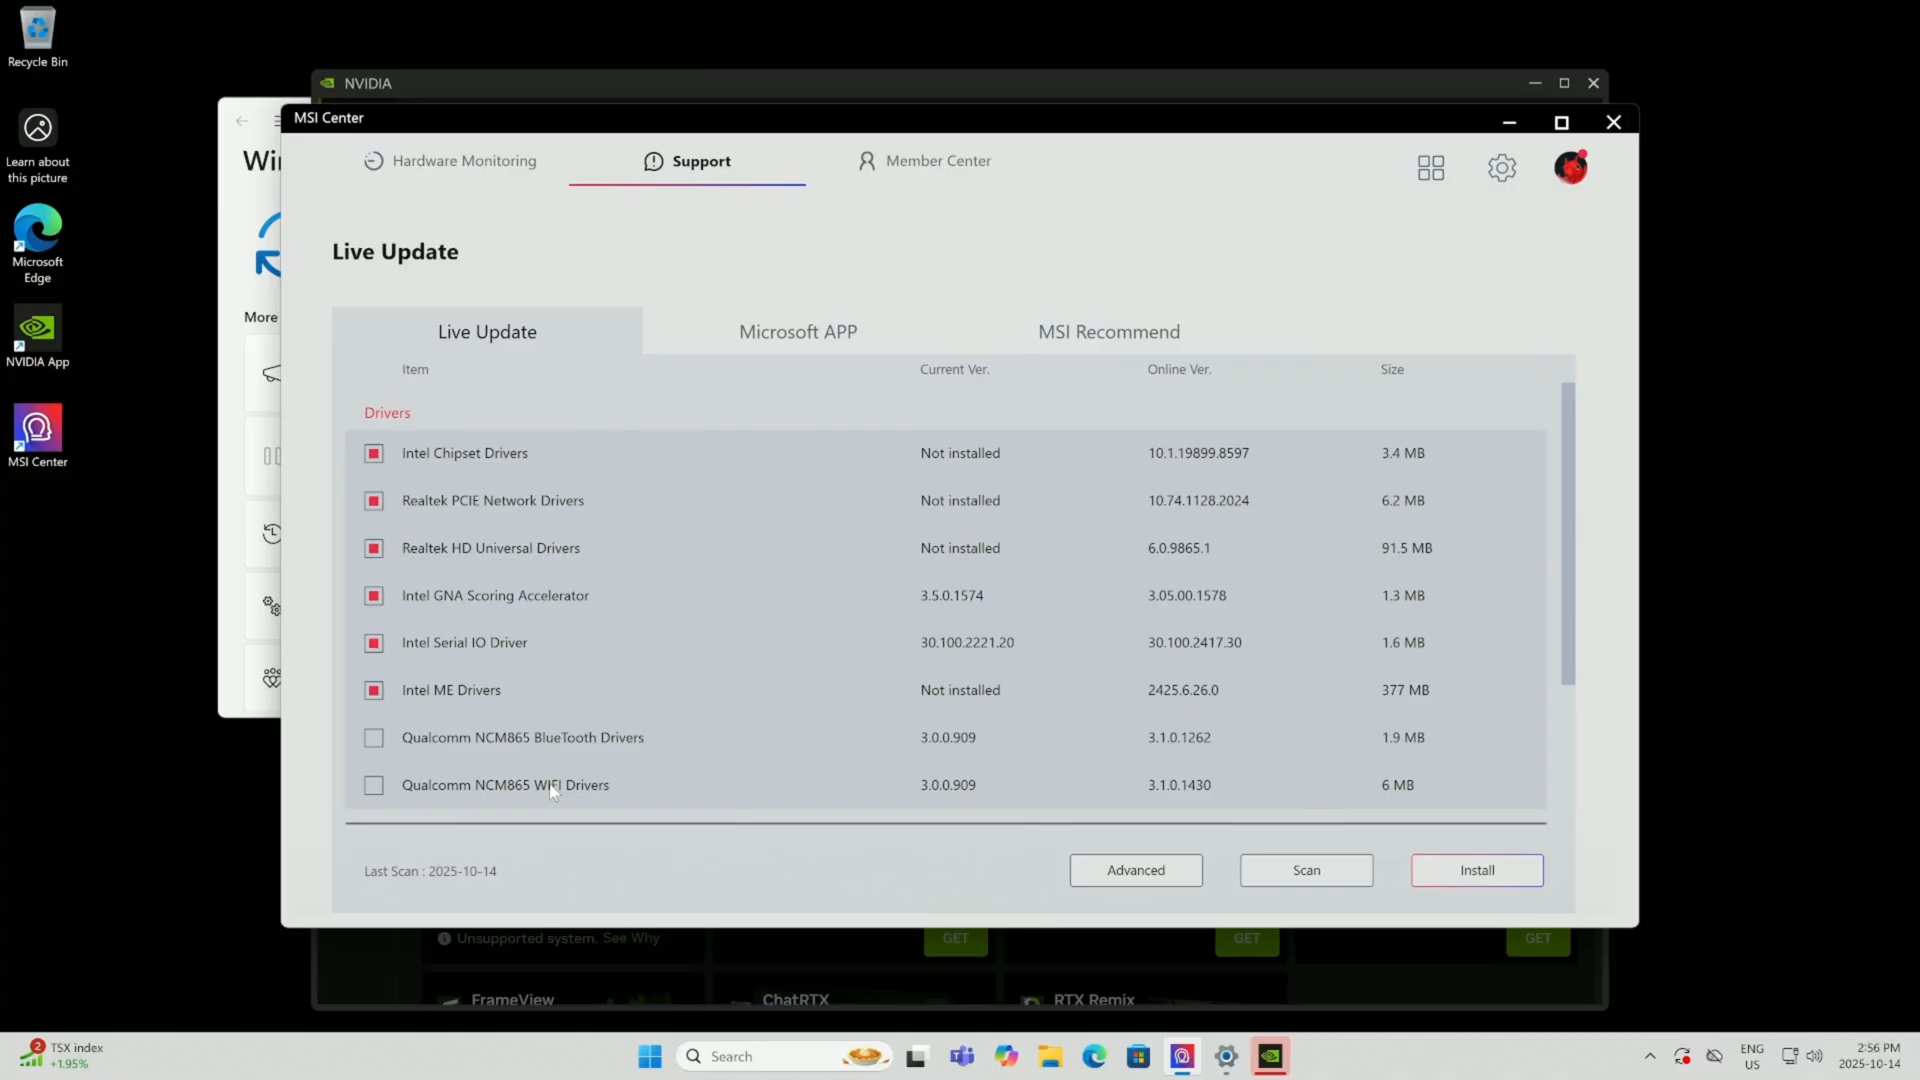 Recycle Bin
Learn about
this picture
Microsoft
Edge
NVIDIA App
MSI Center
NVIDIA
More
MSI Center
Hardware Monitoring
Support
Member Center
Live Update
Live Update
Microsoft APP
MSI Recommend
Item
Current Ver.
Online Ver.
Size
Drivers
Intel Chipset Drivers
Not installed
10.1.19899.8597
3.4 MB
Realtek PCIE Network Drivers
Not installed
10.74.1128.2024
6.2 MB
Realtek HD Universal Drivers
Not installed
6.0.9865.1
91.5 MB
Intel GNA Scoring Accelerator
3.5.0.1574
3.05.00.1578
1.3 MB
Intel Serial IO Driver
30.100.2221.20
30.100.2417.30
1.6 MB
Intel ME Drivers
Not installed
2425.6.26.0
377 MB
Qualcomm NCM865 BlueTooth Drivers
3.0.0.909
3.1.0.1262
1.9 MB
Qualcomm NCM865 WIFI Drivers
3.0.0.909
3.1.0.1430
6 MB
Last Scan : 2025-10-14
Advanced
Scan
Install
Unsupported system. See Why
GET
GET
GET
FrameView
ChatRTX
RTX Remix
2
TSX index
+1.95%
Search
ENG
US
2:56 PM
2025-10-14